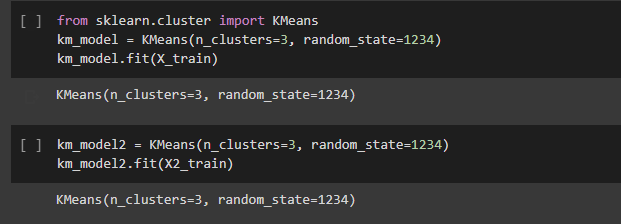 [ ] from sklearn.cluster import KMeans
km_model = KMeans(n_clusters=3, random_state=1234)
km_model.fit(X_train)
KMeans(n_clusters=3, random_state=1234)
[ ] km_model2 = KMeans(n_clusters=3, random_state=1234)
km_model2.fit(X2_train)
KMeans(n_clusters=3, random_state=1234)